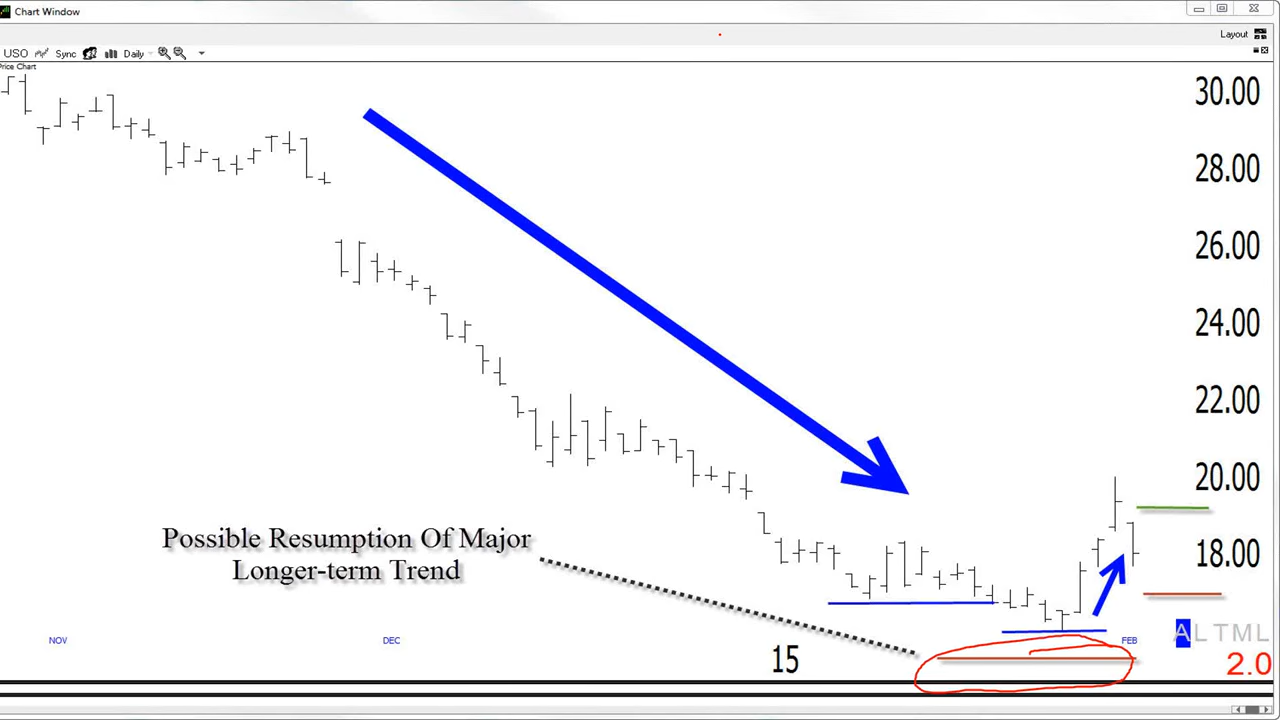 Chart Window
Layout
USO Sync Daily
Price Chart
30.00
28.00
26.00
24.00
22.00
20.00
18.00
Possible Resumption Of Major
Longer-term Trend
NOV DEC 15 FEB
ALTML
2.0